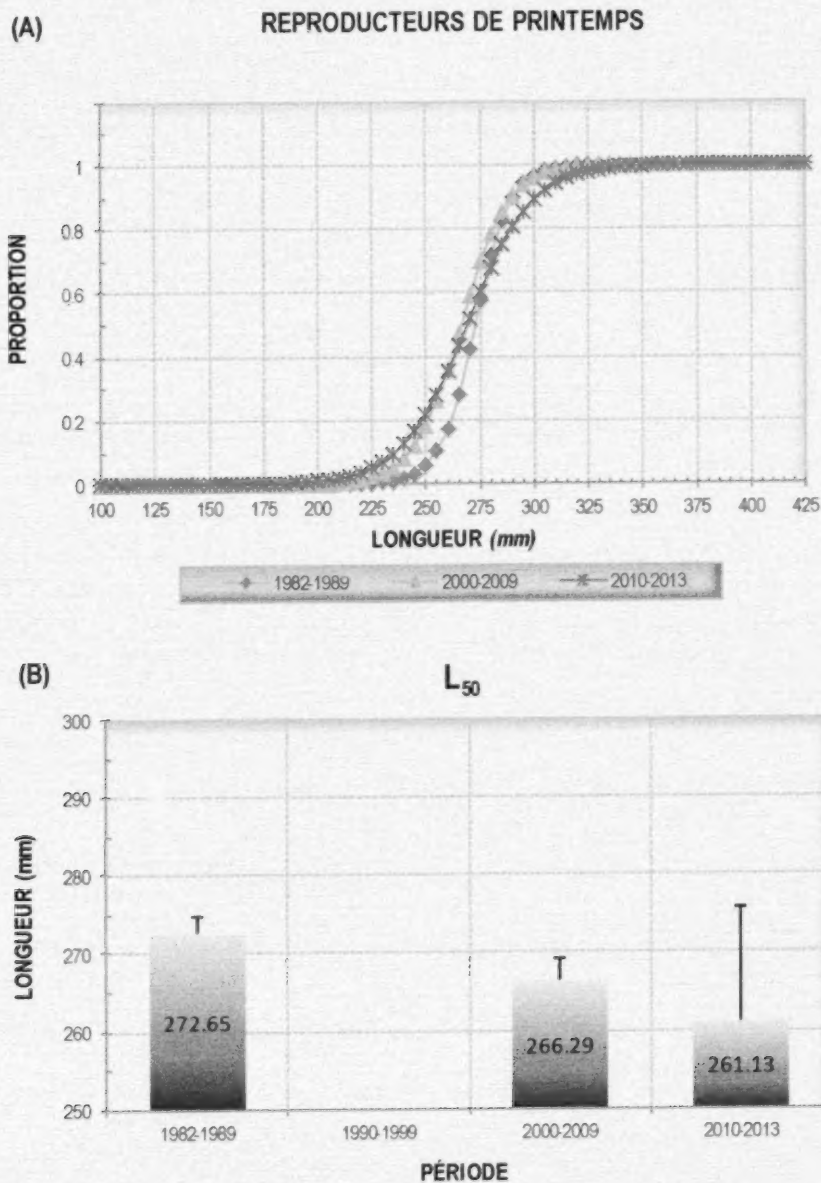 (A)
REPRODUCTEURS DE PRINTEMPS
PROPORTION
1
0.8
0.6
0.4
0.2
0
100 125 150 175 200 225 250 275 300 325 350 375 400 425
LONGUEUR (mm)
1982-1989 2000-2009 2010-2013
(B)
L50
LONGUEUR (mm)
300
290
280
270
260
250
272.65
266.29
261.13
1982-1989 1990-1999 2000-2009 2010-2013
PÉRIODE